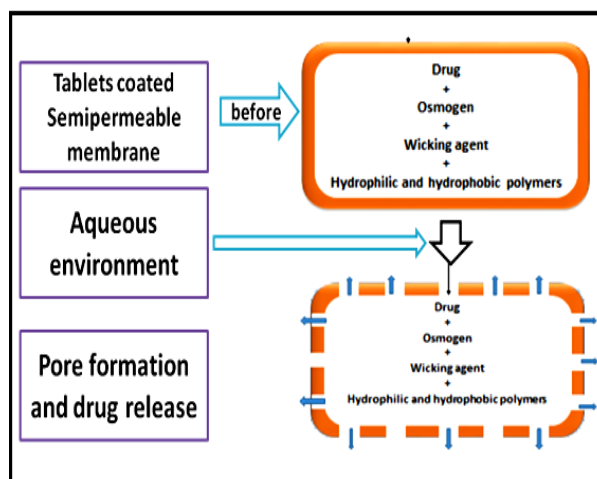 Tablets coated
Semipermeable
membrane
before
Drug
+
Osmogen
+
Wicking agent
+
Hydrophilic and hydrophobic polymers
Aqueous
environment
Pore formation
and drug release
Drug
+
Osmogen
+
Wicking agent
+
Hydrophilic and hydrophobic polymers